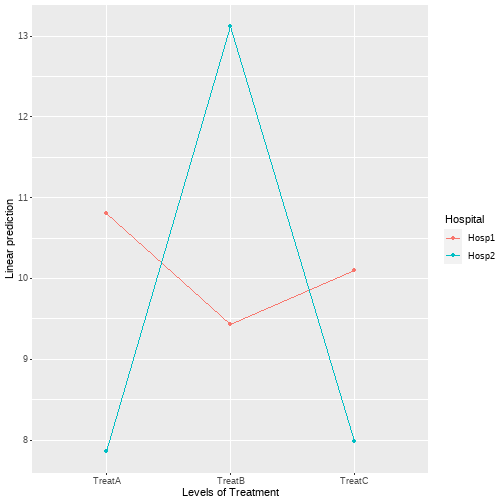 13
12
11
10
9
8
Linear prediction
TreatA
TreatB
TreatC
Levels of Treatment
Hospital
Hosp1
Hosp2